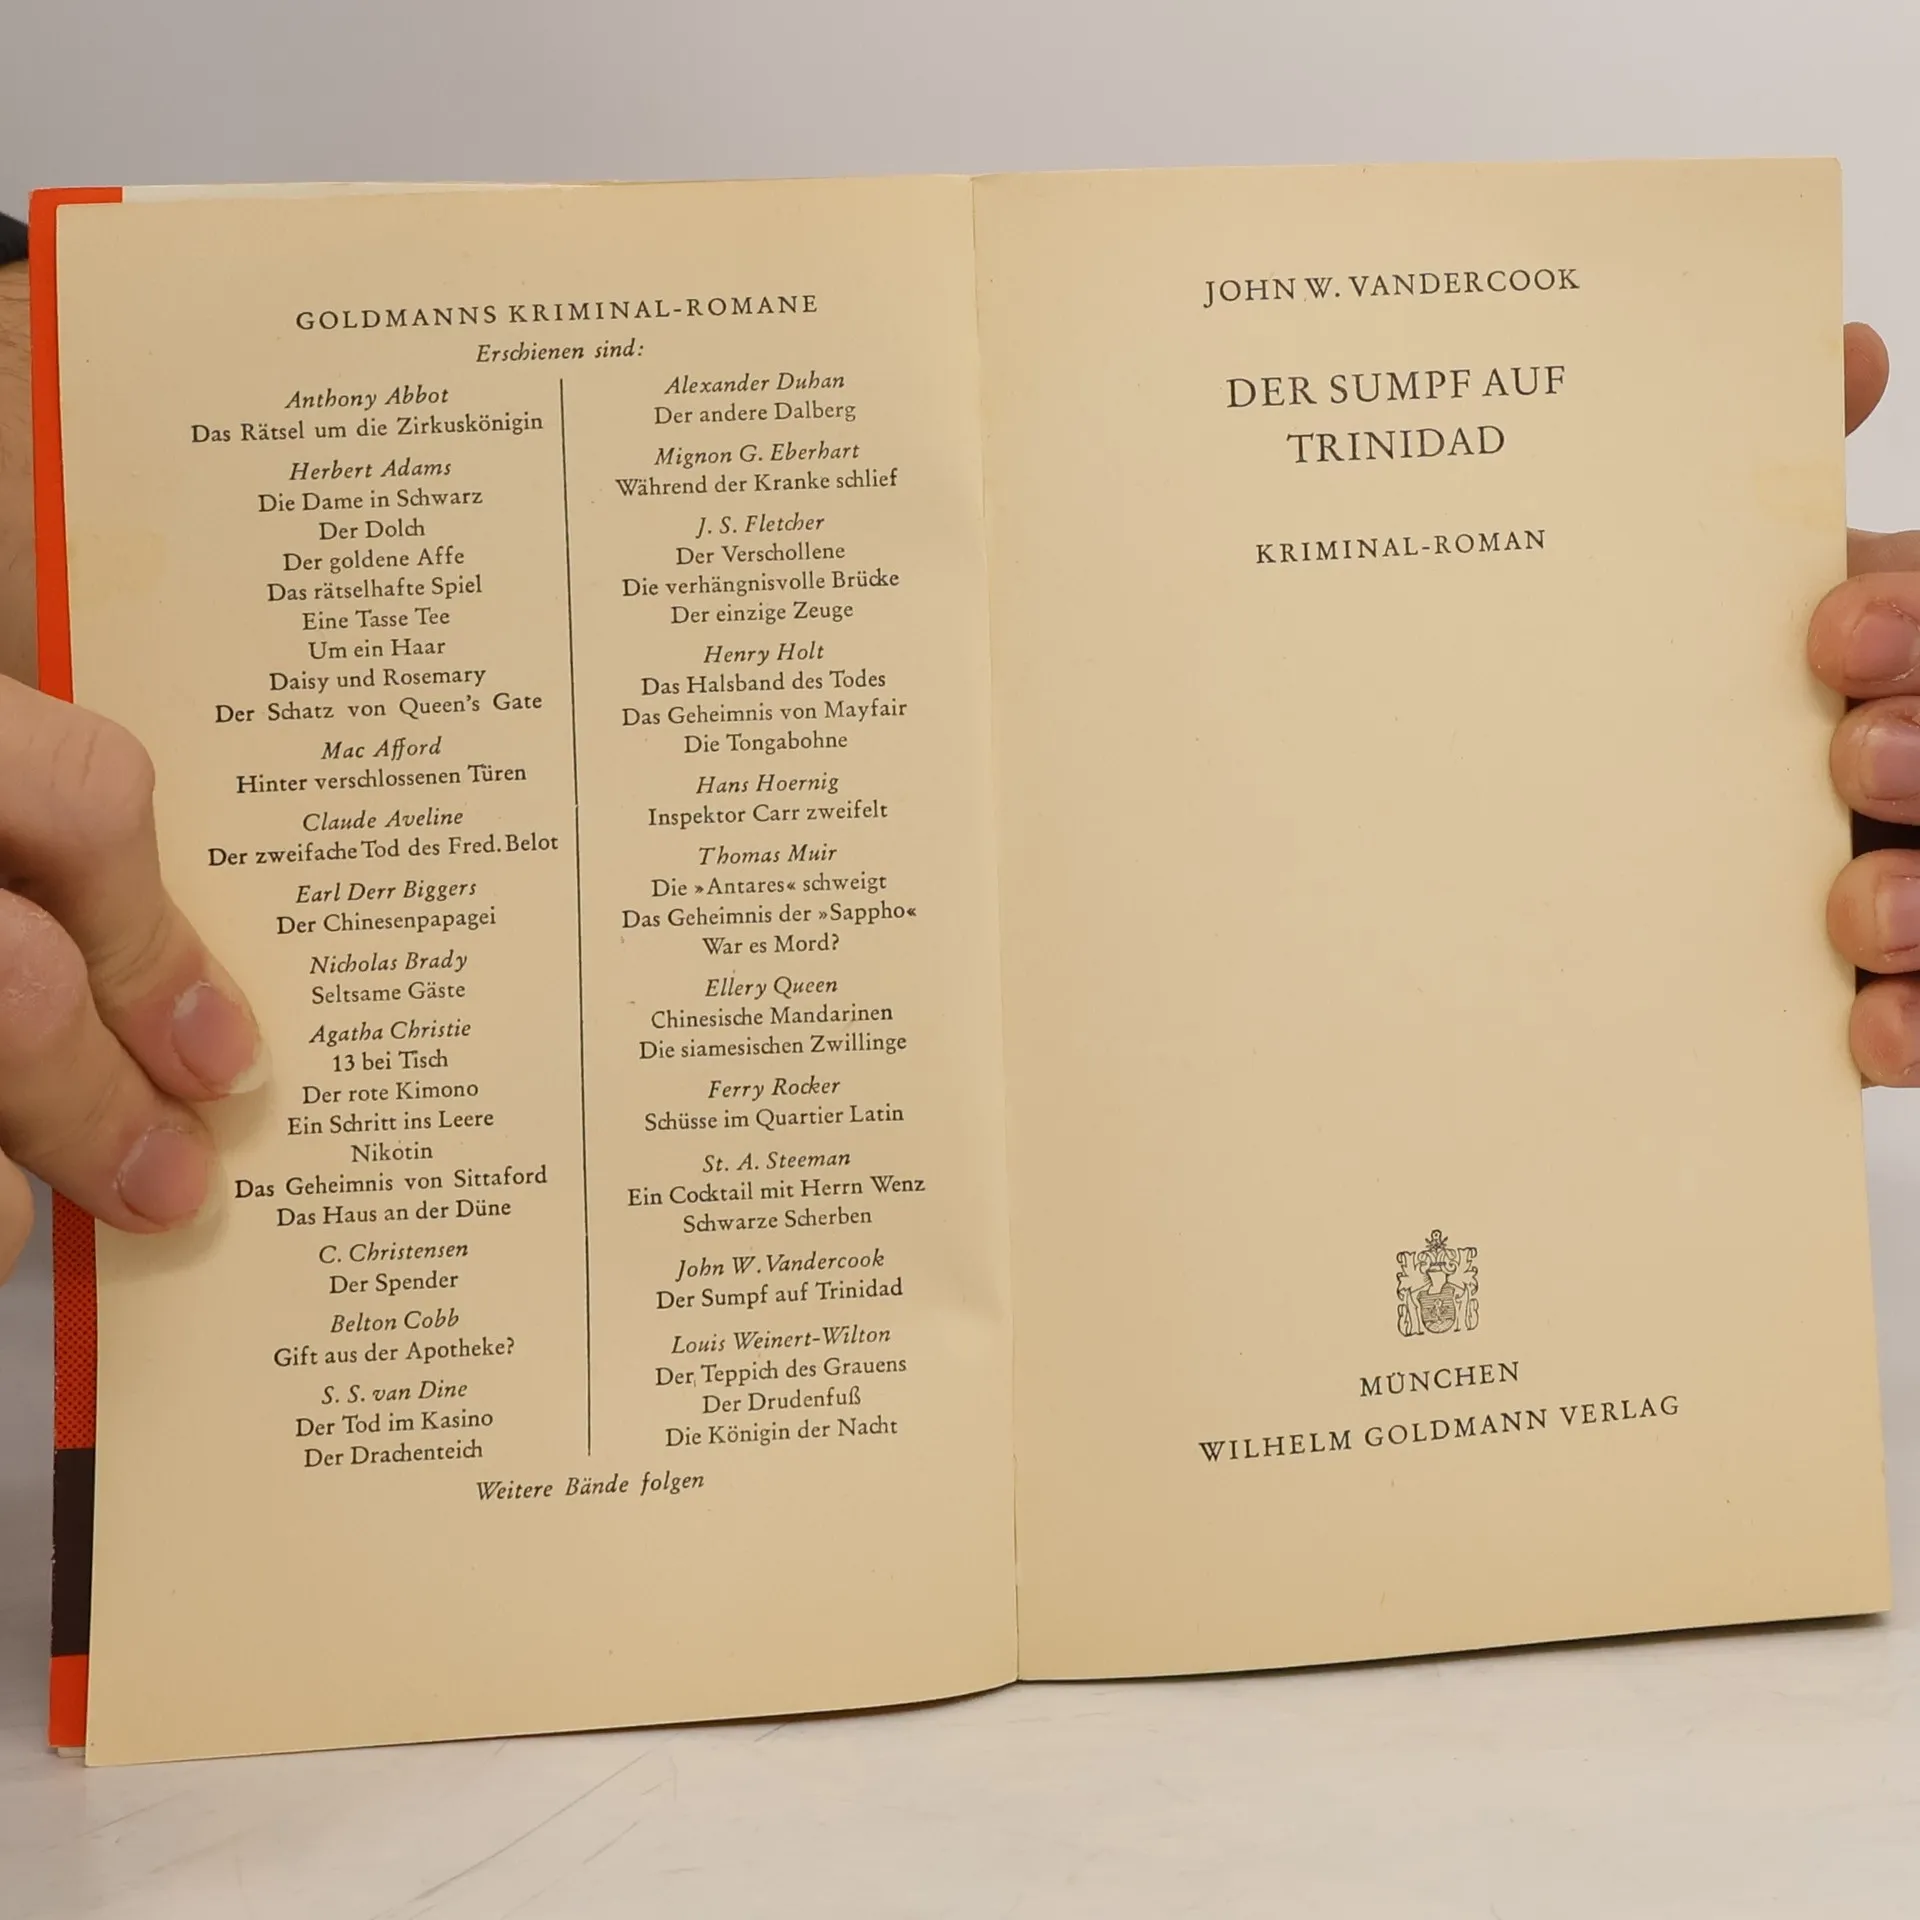 GOLDMANNS KRIMINAL-ROMANE
Erschienen sind:
Anthony Abbot
Das Rätsel um die Zirkuskönigin
Herbert Adams
Die Dame in Schwarz
Der Dolch
Der goldene Affe
Das rätselhafte Spiel
Eine Tasse Tee
Um ein Haar
Daisy und Rosemary
Der Schatz von Queen's Gate
Mac Afford
Hinter verschlossenen Türen
Claude Aveline
Der zweifache Tod des Fred. Belot
Earl Derr Biggers
Der Chinesenpapagei
Nicholas Brady
Seltsame Gäste
Agatha Christie
13 bei Tisch
Der rote Kimono
Ein Schritt ins Leere
Nikotin
Das Geheimnis von Sittaford
Das Haus an der Düne
C. Christensen
Der Spender
Belton Cobb
Gift aus der Apotheke?
S. S. van Dine
Der Tod im Kasino
Der Drachenteich
Alexander Duhan
Der andere Dalberg
Mignon G. Eberhart
Während der Kranke schlief
J. S. Fletcher
Der Verschollene
Die verhängnisvolle Brücke
Der einzige Zeuge
Henry Holt
Das Halsband des Todes
Das Geheimnis von Mayfair
Die Tongabohne
Hans Hoernig
Inspektor Carr zweifelt
Thomas Muir
Die »Antares« schweigt
Das Geheimnis der »Sappho«
War es Mord?
Ellery Queen
Chinesische Mandarinen
Die siamesischen Zwillinge
Ferry Rocker
Schüsse im Quartier Latin
St. A. Steeman
Ein Cocktail mit Herrn Wenz
Schwarze Scherben
John W. Vandercook
Der Sumpf auf Trinidad
Louis Weinert-Wilton
Der Teppich des Grauens
Der Drudenfuß
Die Königin der Nacht
Weitere Bände folgen
JOHN W. VANDERCOOK
DER SUMPF AUF
TRINIDAD
KRIMINAL-ROMAN
MÜNCHEN
WILHELM GOLDMANN VERLAG